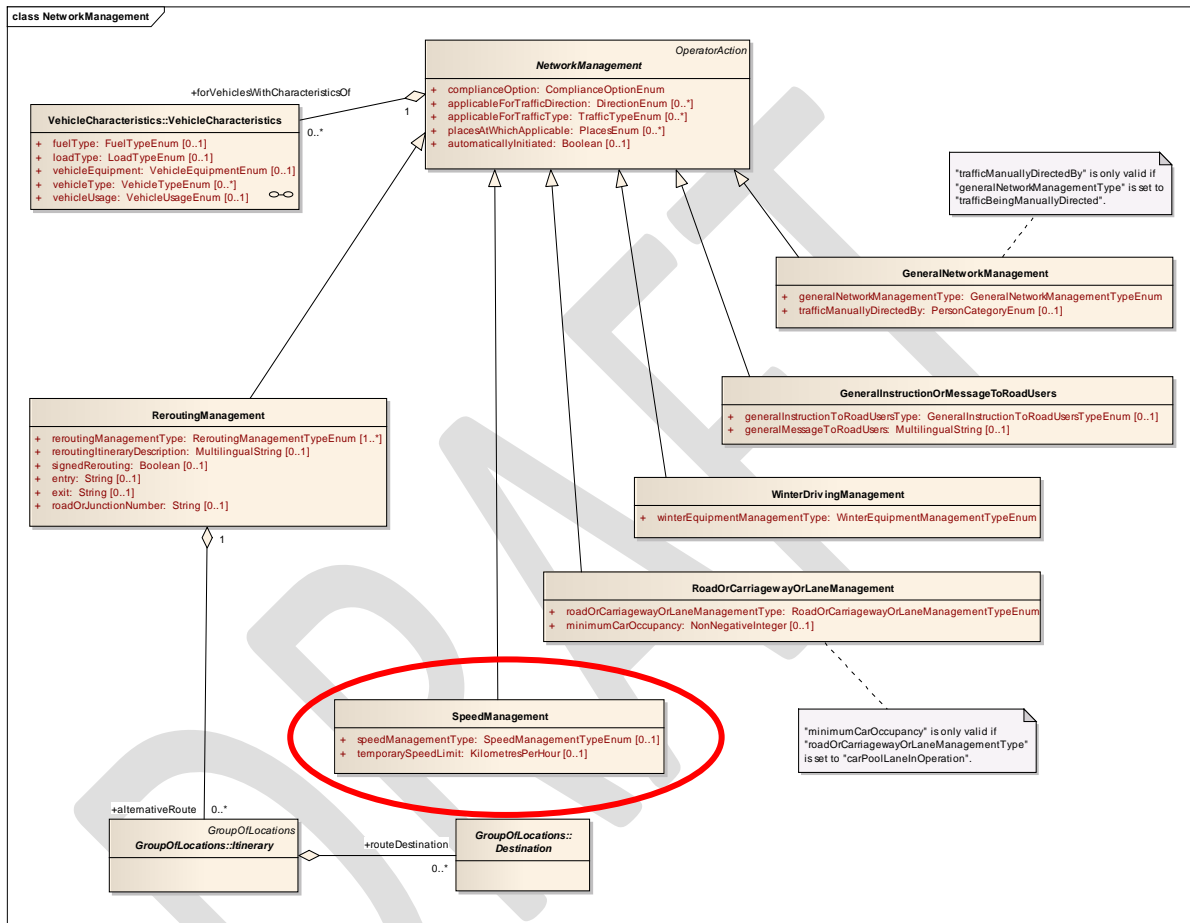 class NetworkManagement
OperatorAction
NetworkManagement
+ complianceOption: ComplianceOptionEnum
+ applicableForTrafficDirection: DirectionEnum [0..*]
+ applicableForTrafficType: TrafficTypeEnum [0..*]
+ placesAtWhichApplicable: PlacesEnum [0..*]
+ automaticallyInitiated: Boolean [0..1]
+forVehiclesWithCharacteristicsOf
1
0..*
VehicleCharacteristics::VehicleCharacteristics
+ fuelType: FuelTypeEnum [0..1]
+ loadType: LoadTypeEnum [0..1]
+ vehicleEquipment: VehicleEquipmentEnum [0..1]
+ vehicleType: VehicleTypeEnum [0..*]
+ vehicleUsage: VehicleUsageEnum [0..1]
"trafficManuallyDirectedBy" is only valid if
"generalNetworkManagementType" is set to
"trafficBeingManuallyDirected".
GeneralNetworkManagement
+ generalNetworkManagementType: GeneralNetworkManagementTypeEnum
+ trafficManuallyDirectedBy: PersonCategoryEnum [0..1]
GeneralInstructionOrMessageToRoadUsers
+ generalInstructionToRoadUsersType: GeneralInstructionToRoadUsersTypeEnum [0..1]
+ generalMessageToRoadUsers: MultilingualString [0..1]
ReroutingManagement
+ reroutingManagementType: ReroutingManagementTypeEnum [1..*]
+ reroutingItineraryDescription: MultilingualString [0..1]
+ signedRerouting: Boolean [0..1]
+ entry: String [0..1]
+ exit: String [0..1]
+ roadOrJunctionNumber: String [0..1]
1
WinterDrivingManagement
+ winterEquipmentManagementType: WinterEquipmentManagementTypeEnum
RoadOrCarriagewayOrLaneManagement
+ roadOrCarriagewayOrLaneManagementType: RoadOrCarriagewayOrLaneManagementTypeEnum
+ minimumCarOccupancy: NonNegativeInteger [0..1]
SpeedManagement
+ speedManagementType: SpeedManagementTypeEnum [0..1]
+ temporarySpeedLimit: KilometresPerHour [0..1]
"minimumCarOccupancy" is only valid if
"roadOrCarriagewayOrLaneManagementType"
is set to "carPoolLaneInOperation".
+alternativeRoute 0..*
GroupOfLocations
GroupOfLocations::Itinerary
+routeDestination
0..*
GroupOfLocations::
Destination
DRAFT